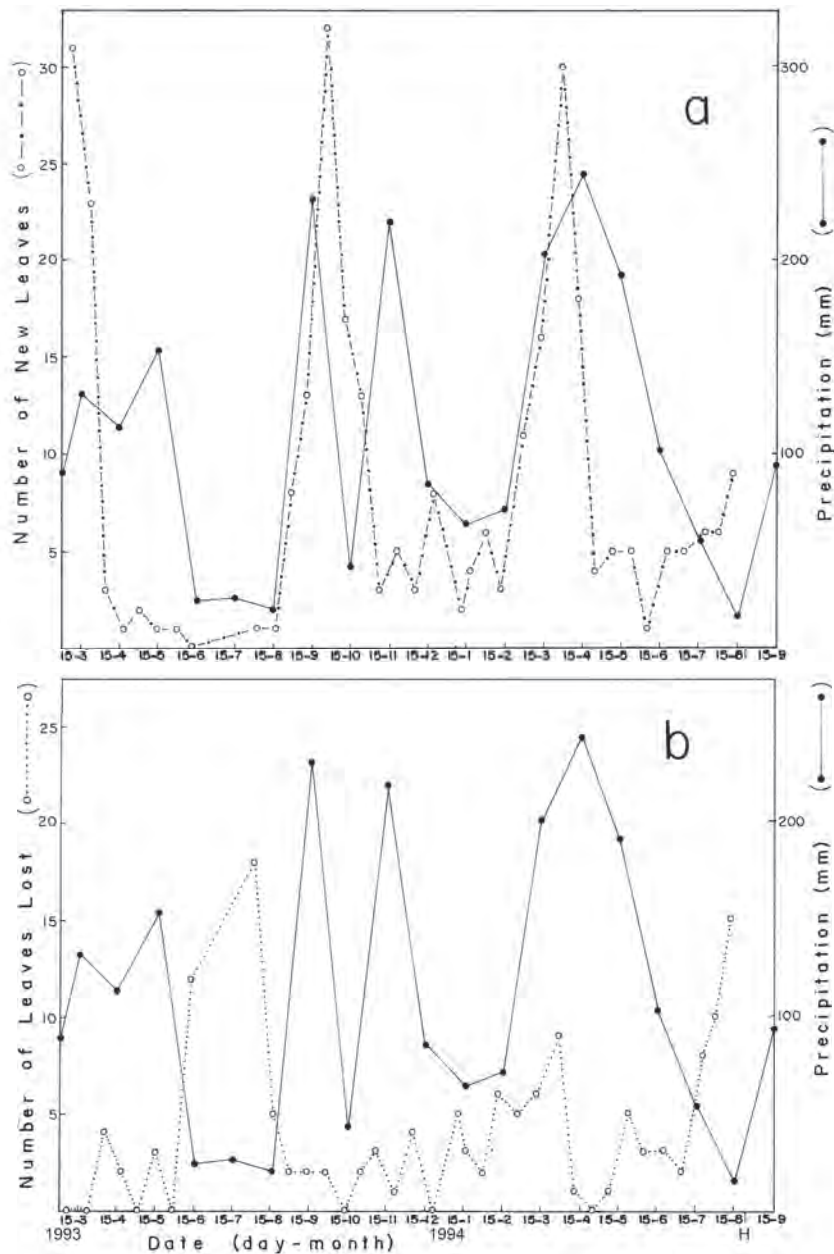 a
Number of New Leaves (o—•—•—o)
30
25
20
15
10
5
300
200
100
Precipitation (mm) (•——•)
15-3 15-4 15-5 15-6 15-7 15-8 15-9 15-10 15-11 15-12 15-1 15-2 15-3 15-4 15-5 15-6 15-7 15-8 15-9
b
Number of Leaves Lost (o........o)
25
20
15
10
5
200
100
Precipitation (mm) (•——•)
15-3 15-4 15-5 15-6 15-7 15-8 15-9 15-10 15-11 15-12 15-1 15-2 15-3 15-4 15-5 15-6 15-7 15-8 15-9
1993 1994 H
Date (day-month)